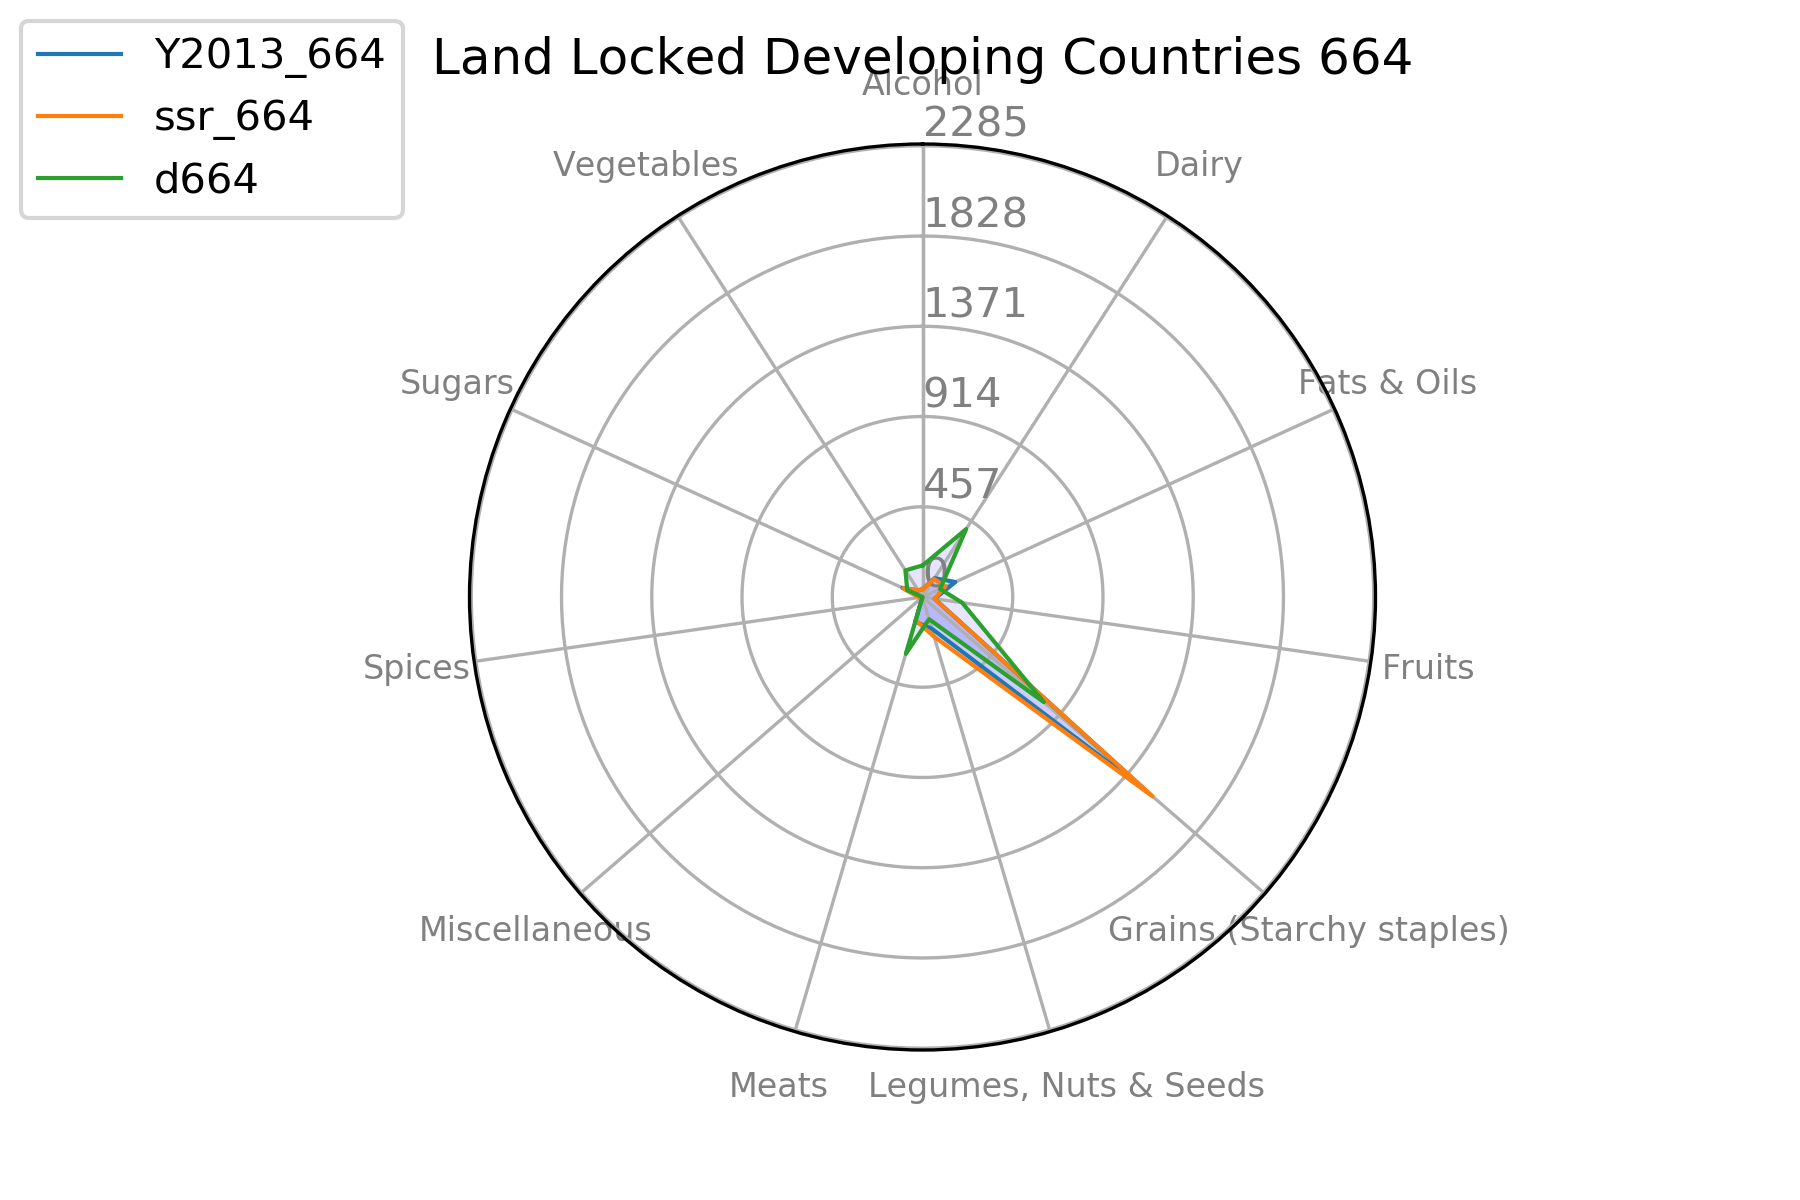 Land Locked Developing Countries 664
Y2013_664
ssr_664
d664
Alcohol
Dairy
Fats & Oils
Fruits
Grains (Starchy staples)
Legumes, Nuts & Seeds
Meats
Miscellaneous
Spices
Sugars
Vegetables
2285
1828
1371
914
457
0